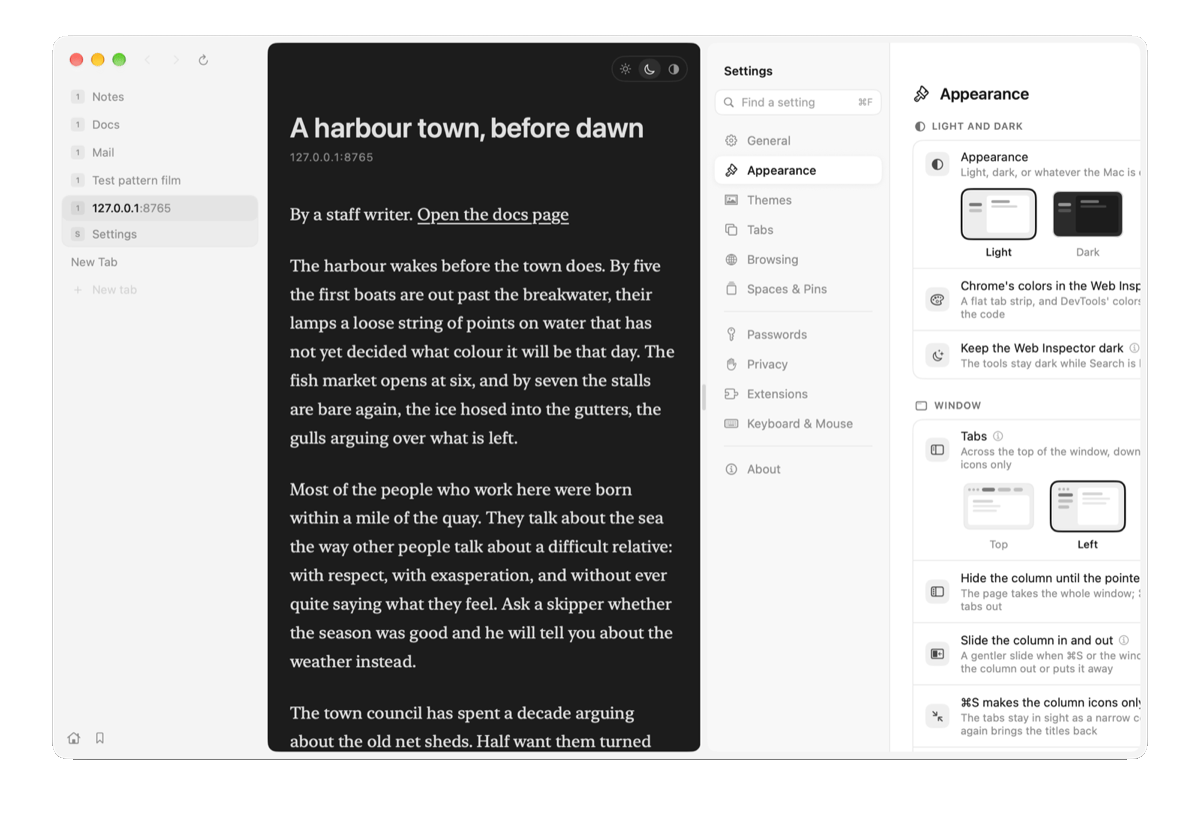 1 Notes
1 Docs
1 Mail
1 Test pattern film
1 127.0.0.1:8765
S Settings
New Tab
+ New tab
A harbour town, before dawn
127.0.0.1:8765
By a staff writer. Open the docs page
The harbour wakes before the town does. By five
the first boats are out past the breakwater, their
lamps a loose string of points on water that has
not yet decided what colour it will be that day. The
fish market opens at six, and by seven the stalls
are bare again, the ice hosed into the gutters, the
gulls arguing over what is left.
Most of the people who work here were born
within a mile of the quay. They talk about the sea
the way other people talk about a difficult relative:
with respect, with exasperation, and without ever
quite saying what they feel. Ask a skipper whether
the season was good and he will tell you about the
weather instead.
The town council has spent a decade arguing
about the old net sheds. Half want them turned
Settings
Find a setting ⌘F
General
Appearance
Themes
Tabs
Browsing
Spaces & Pins
Passwords
Privacy
Extensions
Keyboard & Mouse
About
Appearance
LIGHT AND DARK
Appearance
Light, dark, or whatever the Mac is
Light
Dark
Chrome's colors in the Web Insp
A flat tab strip, and DevTools' colors
the code
Keep the Web Inspector dark
The tools stay dark while Search is
WINDOW
Tabs
Across the top of the window, down
icons only
Top
Left
Hide the column until the pointe
The page takes the whole window;
tabs out
Slide the column in and out
A gentler slide when ⌘S or the wind
the column out or puts it away
⌘S makes the column icons only
The tabs stay in sight as a narrow
again brings the titles back